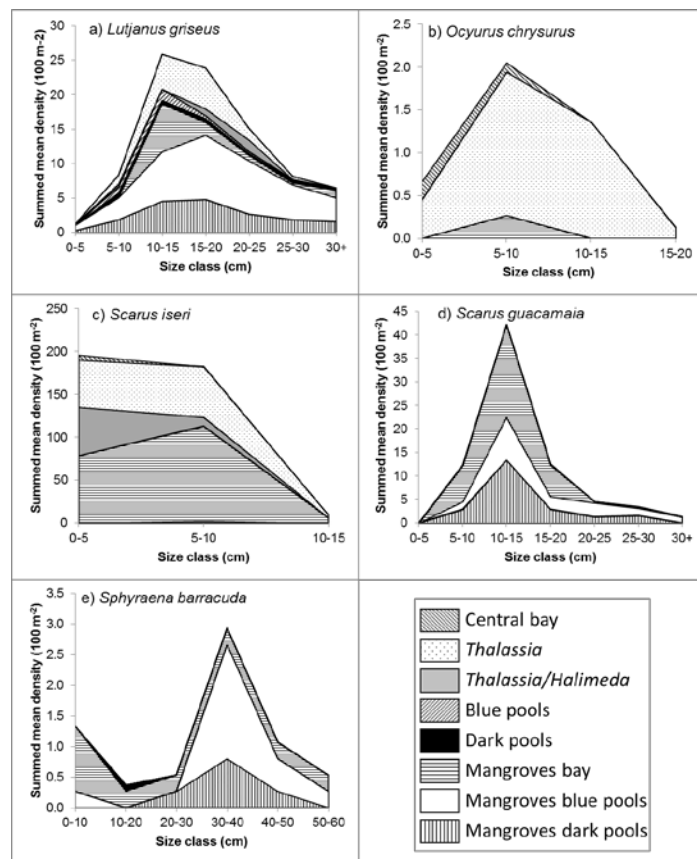 a) Lutjanus griseus
Summed mean density (100 m-2)
30
25
20
15
10
5
0
0-5 5-10 10-15 15-20 20-25 25-30 30+
Size class (cm)
b) Ocyurus chrysurus
Summed mean density (100 m-2)
2.5
2.0
1.5
1.0
0.5
0.0
0-5 5-10 10-15 15-20
Size class (cm)
c) Scarus iseri
Summed mean density (100 m-2)
250
200
150
100
50
0
0-5 5-10 10-15
Size class (cm)
d) Scarus guacamaia
Summed mean density (100 m-2)
45
40
35
30
25
20
15
10
5
0
0-5 5-10 10-15 15-20 20-25 25-30 30+
Size class (cm)
e) Sphyraena barracuda
Summed mean density (100 m-2)
3.5
3.0
2.5
2.0
1.5
1.0
0.5
0.0
0-10 10-20 20-30 30-40 40-50 50-60
Size class (cm)
Central bay
Thalassia
Thalassia/Halimeda
Blue pools
Dark pools
Mangroves bay
Mangroves blue pools
Mangroves dark pools